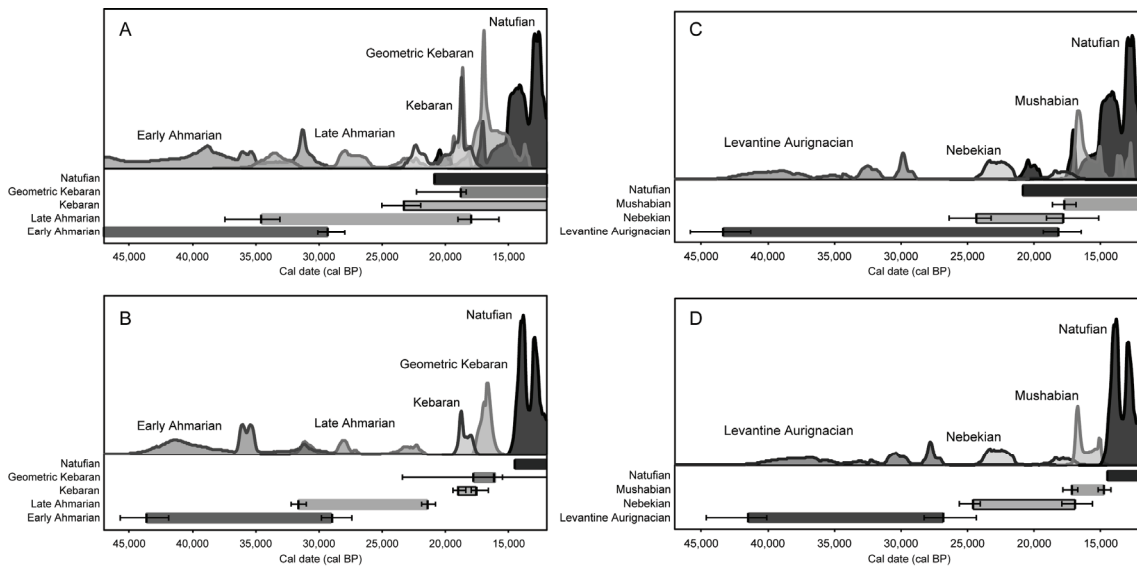 A
Natufian
Geometric Kebaran
Kebaran
Early Ahmarian
Late Ahmarian
Natufian
Geometric Kebaran
Kebaran
Late Ahmarian
Early Ahmarian
45,000 40,000 35,000 30,000 25,000 20,000 15,000
Cal date (cal BP)
C
Natufian
Mushabian
Levantine Aurignacian
Nebekian
Natufian
Mushabian
Nebekian
Levantine Aurignacian
45,000 40,000 35,000 30,000 25,000 20,000 15,000
Cal date (cal BP)
B
Natufian
Geometric Kebaran
Kebaran
Early Ahmarian
Late Ahmarian
Natufian
Geometric Kebaran
Kebaran
Late Ahmarian
Early Ahmarian
45,000 40,000 35,000 30,000 25,000 20,000 15,000
Cal date (cal BP)
D
Natufian
Mushabian
Levantine Aurignacian
Nebekian
Natufian
Mushabian
Nebekian
Levantine Aurignacian
45,000 40,000 35,000 30,000 25,000 20,000 15,000
Cal date (cal BP)